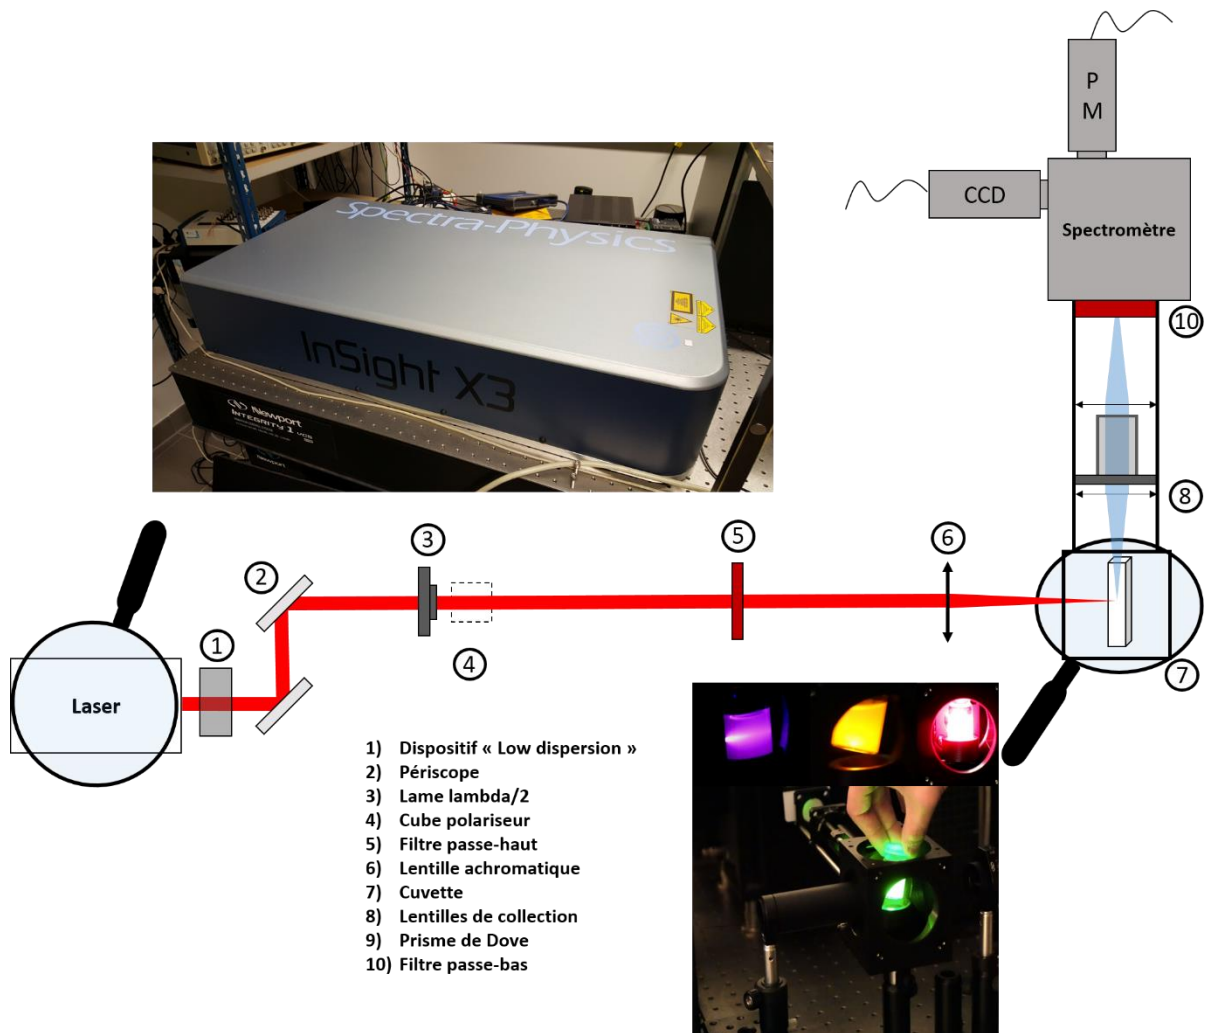 P
M
CCD
Spectromètre
Spectra-Physics
InSight X3
Newport
INTEGRITY 1
Newport
10
8
3
5
6
2
1
4
7
Laser
1) Dispositif « Low dispersion »
2) Périscope
3) Lame lambda/2
4) Cube polariseur
5) Filtre passe-haut
6) Lentille achromatique
7) Cuvette
8) Lentilles de collection
9) Prisme de Dove
10) Filtre passe-bas